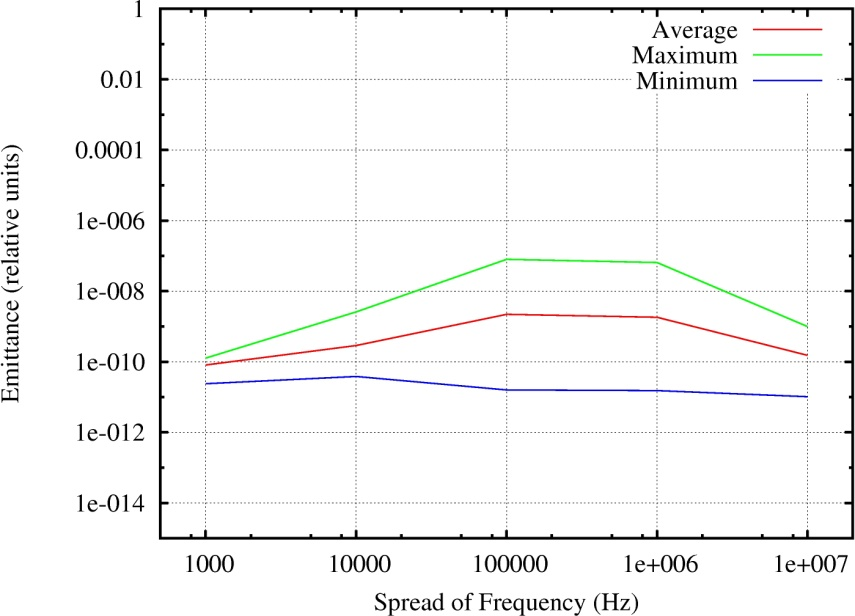 1
0.01
0.0001
1e-006
1e-008
1e-010
1e-012
1e-014
Emittance (relative units)
Average
Maximum
Minimum
1000 10000 100000 1e+006 1e+007
Spread of Frequency (Hz)